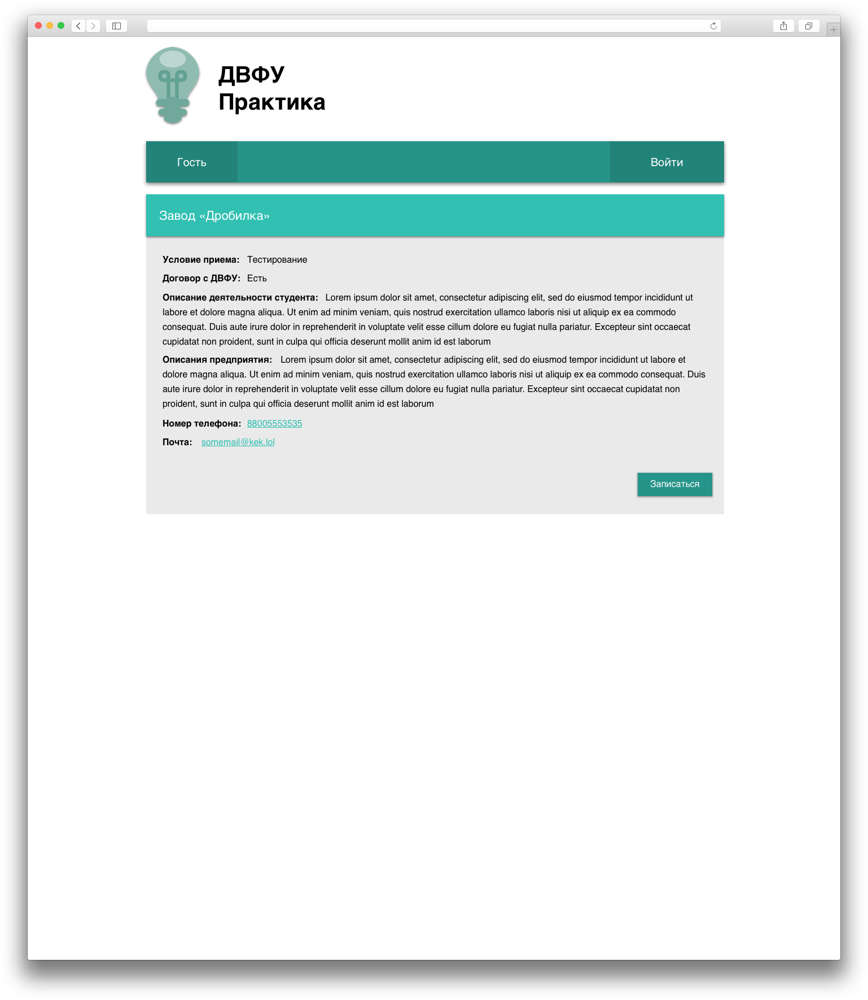 ДВФУ
Практика
Гость
Войти
Завод «Дробилка»
Условие приема: Тестирование
Договор с ДВФУ: Есть
Описание деятельности студента: Lorem ipsum dolor sit amet, consectetur adipiscing elit, sed do eiusmod tempor incididunt ut
labore et dolore magna aliqua. Ut enim ad minim veniam, quis nostrud exercitation ullamco laboris nisi ut aliquip ex ea commodo
consequat. Duis aute irure dolor in reprehenderit in voluptate velit esse cillum dolore eu fugiat nulla pariatur. Excepteur sint occaecat
cupidatat non proident, sunt in culpa qui officia deserunt mollit anim id est laborum
Описания предприятия: Lorem ipsum dolor sit amet, consectetur adipiscing elit, sed do eiusmod tempor incididunt ut labore et
dolore magna aliqua. Ut enim ad minim veniam, quis nostrud exercitation ullamco laboris nisi ut aliquip ex ea commodo consequat. Duis
aute irure dolor in reprehenderit in voluptate velit esse cillum dolore eu fugiat nulla pariatur. Excepteur sint occaecat cupidatat non
proident, sunt in culpa qui officia deserunt mollit anim id est laborum
Номер телефона: 88005553535
Почта: somemail@kek.lol
Записаться